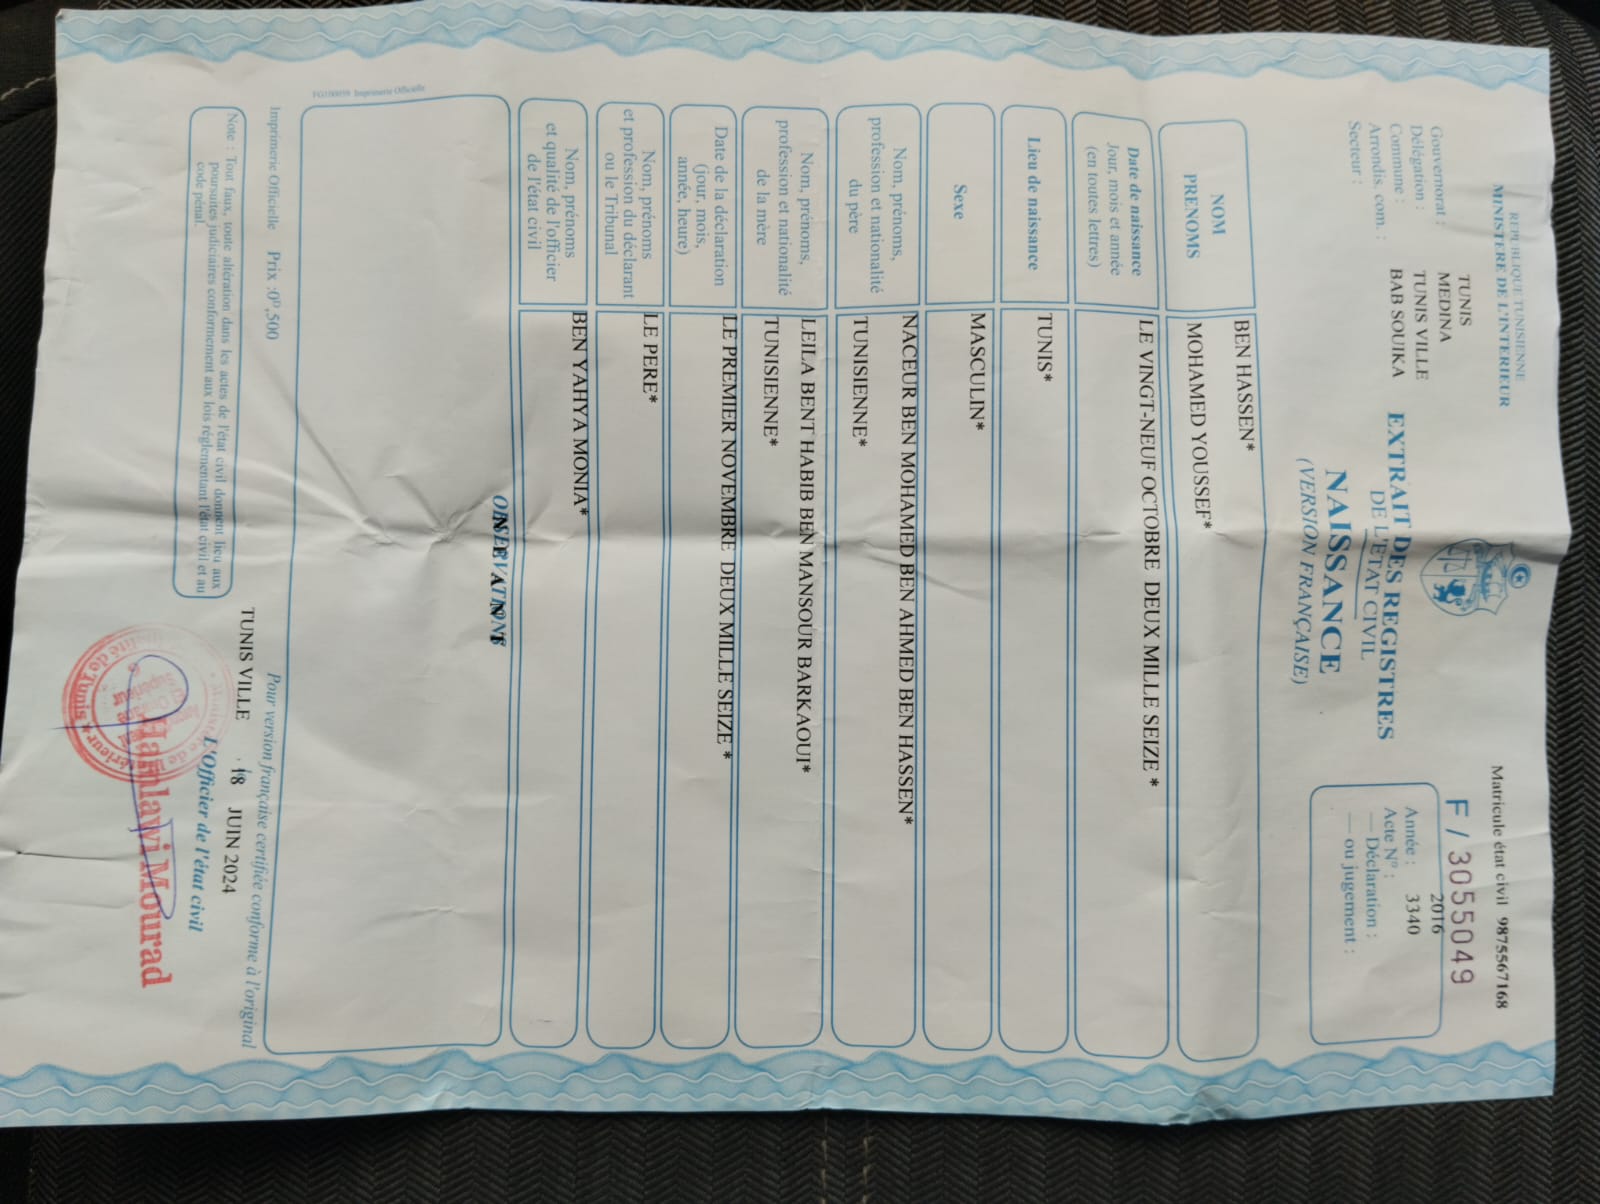 REPUBLIQUE TUNISIENNE
MINISTERE DE L'INTERIEUR
Gouvernorat : TUNIS
Délégation : MEDINA
Commune : TUNIS VILLE
Arrondis. com. : BAB SOUIKA
Secteur :
EXTRAIT DES REGISTRES
DE L'ETAT CIVIL
NAISSANCE
(VERSION FRANÇAISE)
Matricule état civil 9875567168
F / 3055049
Année : 2016
Acte N° : 3340
— Déclaration :
— ou jugement :
NOM
PRENOMS
BEN HASSEN*
MOHAMED YOUSSEF*
Date de naissance
Jour, mois et année
(en toutes lettres)
LE VINGT-NEUF OCTOBRE DEUX MILLE SEIZE *
Lieu de naissance
TUNIS*
Sexe
MASCULIN*
Nom, prénoms,
profession et nationalité
du père
NACEUR BEN MOHAMED BEN AHMED BEN HASSEN*
TUNISIENNE*
Nom, prénoms,
profession et nationalité
de la mère
LEILA BENT HABIB BEN MANSOUR BARKAOUI*
TUNISIENNE*
Date de la déclaration
(jour, mois,
année, heure)
LE PREMIER NOVEMBRE DEUX MILLE SEIZE *
Nom, prénoms
et profession du déclarant
ou le Tribunal
LE PERE*
Nom, prénoms
et qualité de l'officier
de l'état civil
BEN YAHYA MONIA*
OBSERVATIONS
NEANT
FG100059 Imprimerie Officielle
Imprimerie Officielle Prix :0ᴰ,500
Note : Tout faux, toute altération dans les actes de l'état civil donnent lieu aux
poursuites judiciaires conformement aux lois réglementant l'état civil et au
code pénal.
Pour version française certifiée conforme à l'original
TUNIS VILLE 18 JUIN 2024
L'Officier de l'état civil
Hamlawi Mourad